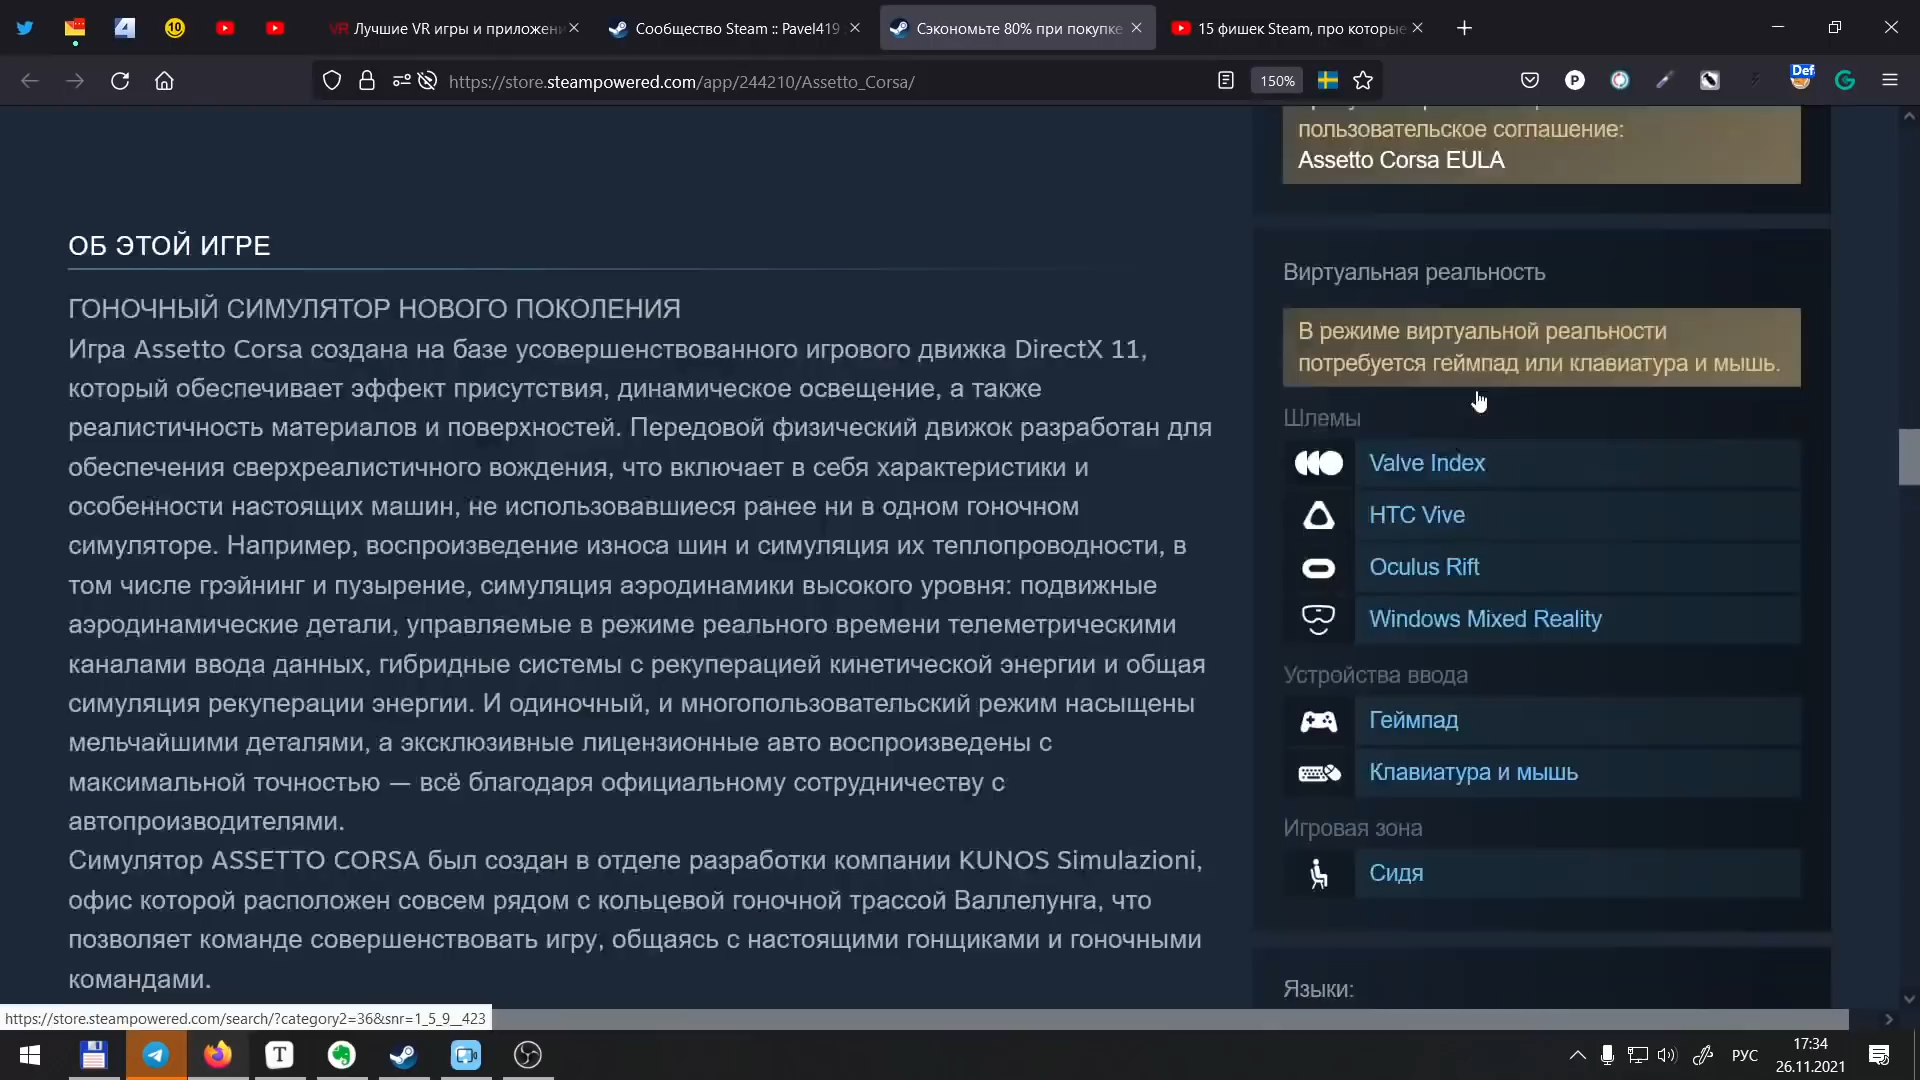 10
VR Лучшие VR игры и приложени
Сообщество Steam :: Pavel419
Сэкономьте 80% при покупке
15 фишек Steam, про которые
https://store.steampowered.com/app/244210/Assetto_Corsa/
150%
Def
пользовательское соглашение:
Assetto Corsa EULA
ОБ ЭТОЙ ИГРЕ
ГОНОЧНЫЙ СИМУЛЯТОР НОВОГО ПОКОЛЕНИЯ
Игра Assetto Corsa создана на базе усовершенствованного игрового движка DirectX 11,
который обеспечивает эффект присутствия, динамическое освещение, а также
реалистичность материалов и поверхностей. Передовой физический движок разработан для
обеспечения сверхреалистичного вождения, что включает в себя характеристики и
особенности настоящих машин, не использовавшиеся ранее ни в одном гоночном
симуляторе. Например, воспроизведение износа шин и симуляция их теплопроводности, в
том числе грэйнинг и пузырение, симуляция аэродинамики высокого уровня: подвижные
аэродинамические детали, управляемые в режиме реального времени телеметрическими
каналами ввода данных, гибридные системы с рекуперацией кинетической энергии и общая
симуляция рекуперации энергии. И одиночный, и многопользовательский режим насыщены
мельчайшими деталями, а эксклюзивные лицензионные авто воспроизведены с
максимальной точностью — всё благодаря официальному сотрудничеству с
автопроизводителями.
Симулятор ASSETTO CORSA был создан в отделе разработки компании KUNOS Simulazioni,
офис которой расположен совсем рядом с кольцевой гоночной трассой Валлелунга, что
позволяет команде совершенствовать игру, общаясь с настоящими гонщиками и гоночными
командами.
Виртуальная реальность
В режиме виртуальной реальности
потребуется геймпад или клавиатура и мышь.
Шлемы
Valve Index
HTC Vive
Oculus Rift
Windows Mixed Reality
Устройства ввода
Геймпад
Клавиатура и мышь
Игровая зона
Сидя
Языки:
https://store.steampowered.com/search/?category2=36&snr=1_5_9__423
РУС
17:34
26.11.2021